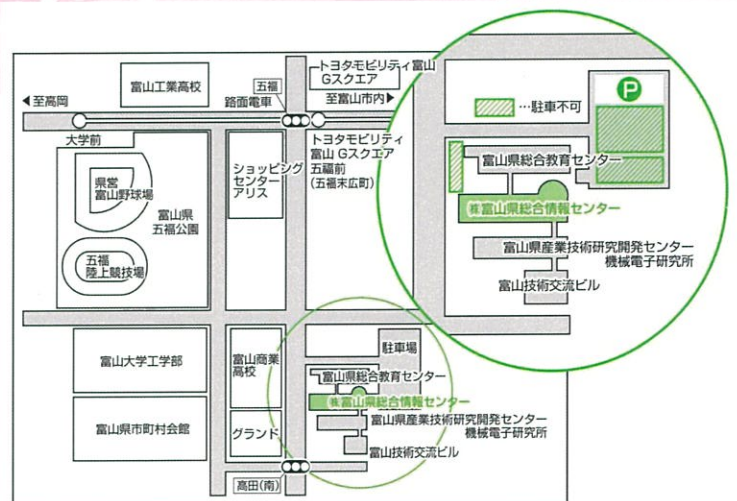 トヨタモビリティ富山
Gスクエア
富山工業高校
五福
◀至高岡
路面電車
至富山市内▶
大学前
トヨタモビリティ
富山 Gスクエア
五福前
(五福末広町)
県営
富山野球場
ショッピング
センター
アリス
富山県
五福公園
五福
陸上競技場
P
…駐車不可
富山県総合教育センター
㈱富山県総合情報センター
富山県産業技術研究開発センター
機械電子研究所
富山技術交流ビル
富山大学工学部
富山商業
高校
駐車場
富山県総合教育センター
㈱富山県総合情報センター
富山県市町村会館
グランド
富山県産業技術研究開発センター
機械電子研究所
富山技術交流ビル
高田(南)